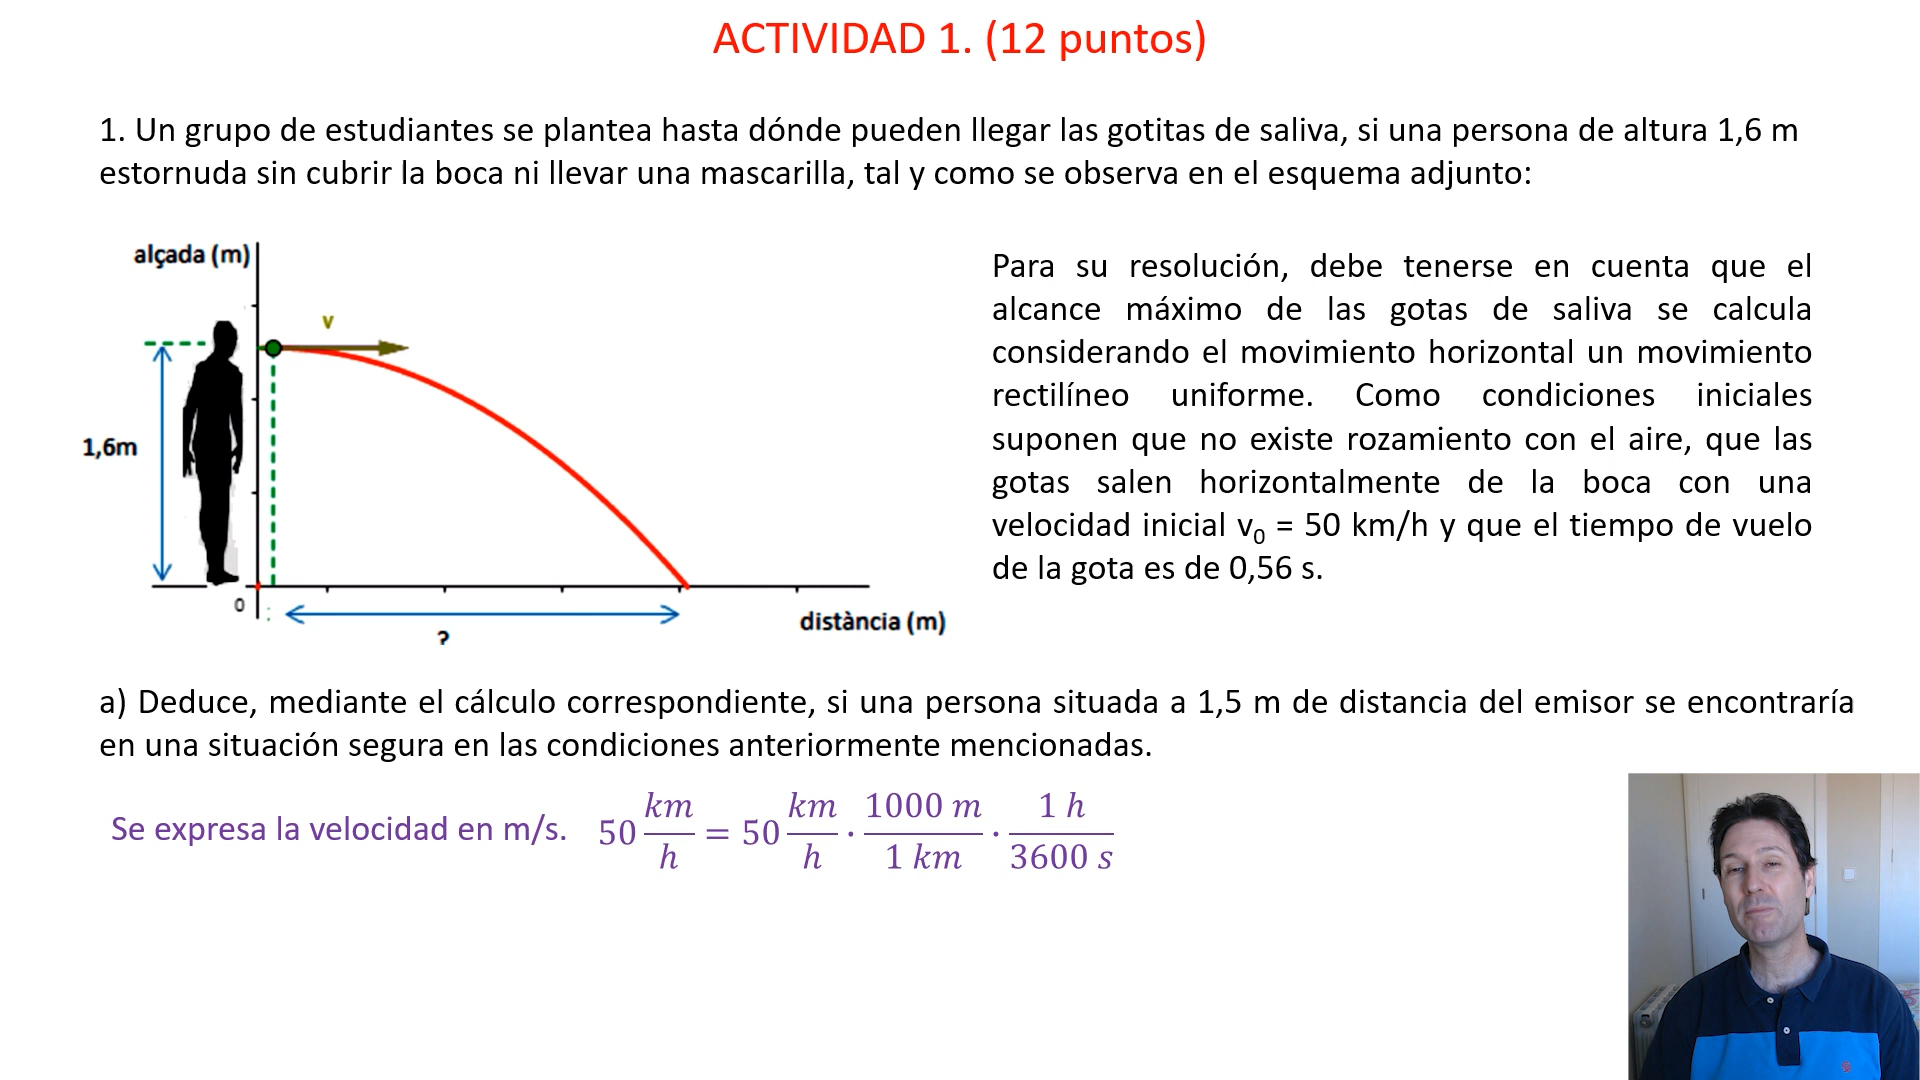 ACTIVIDAD 1. (12 puntos)
1. Un grupo de estudiantes se plantea hasta dónde pueden llegar las gotitas de saliva, si una persona de altura 1,6 m
estornuda sin cubrir la boca ni llevar una mascarilla, tal y como se observa en el esquema adjunto:
alçada (m)
v
1,6m
0
?
distància (m)
Para su resolución, debe tenerse en cuenta que el
alcance máximo de las gotas de saliva se calcula
considerando el movimiento horizontal un movimiento
rectilíneo uniforme. Como condiciones iniciales
suponen que no existe rozamiento con el aire, que las
gotas salen horizontalmente de la boca con una
velocidad inicial v₀ = 50 km/h y que el tiempo de vuelo
de la gota es de 0,56 s.
a) Deduce, mediante el cálculo correspondiente, si una persona situada a 1,5 m de distancia del emisor se encontraría
en una situación segura en las condiciones anteriormente mencionadas.
Se expresa la velocidad en m/s. 50 km/h = 50 km/h · 1000 m/1 km · 1 h/3600 s